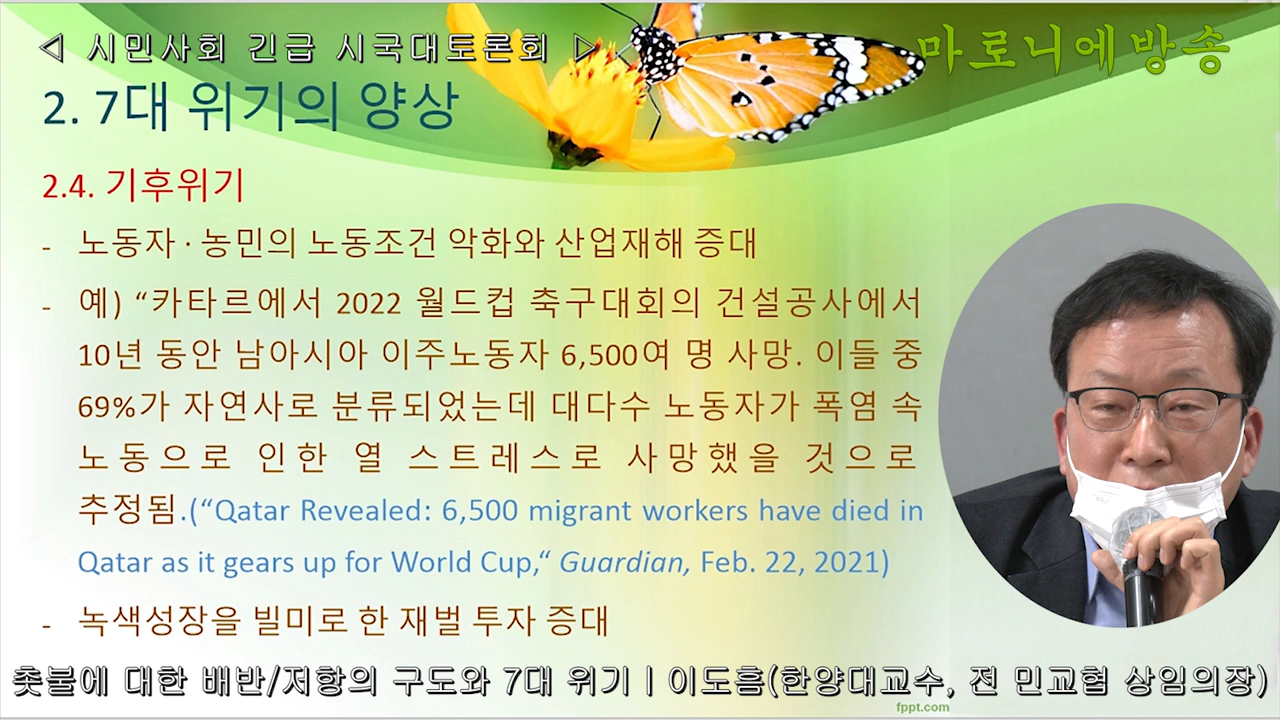 ◁ 시민사회 긴급 시국대토론회 ▷
마로니에방송
2. 7대 위기의 양상
2.4. 기후위기
- 노동자 · 농민의 노동조건 악화와 산업재해 증대
- 예) “카타르에서 2022 월드컵 축구대회의 건설공사에서
10년 동안 남아시아 이주노동자 6,500여 명 사망. 이들 중
69%가 자연사로 분류되었는데 대다수 노동자가 폭염 속
노동으로 인한 열 스트레스로 사망했을 것으로
추정됨.(“Qatar Revealed: 6,500 migrant workers have died in
Qatar as it gears up for World Cup,“ Guardian, Feb. 22, 2021)
- 녹색성장을 빌미로 한 재벌 투자 증대
촛불에 대한 배반/저항의 구도와 7대 위기 | 이도흠(한양대교수, 전 민교협 상임의장)
fppt.com